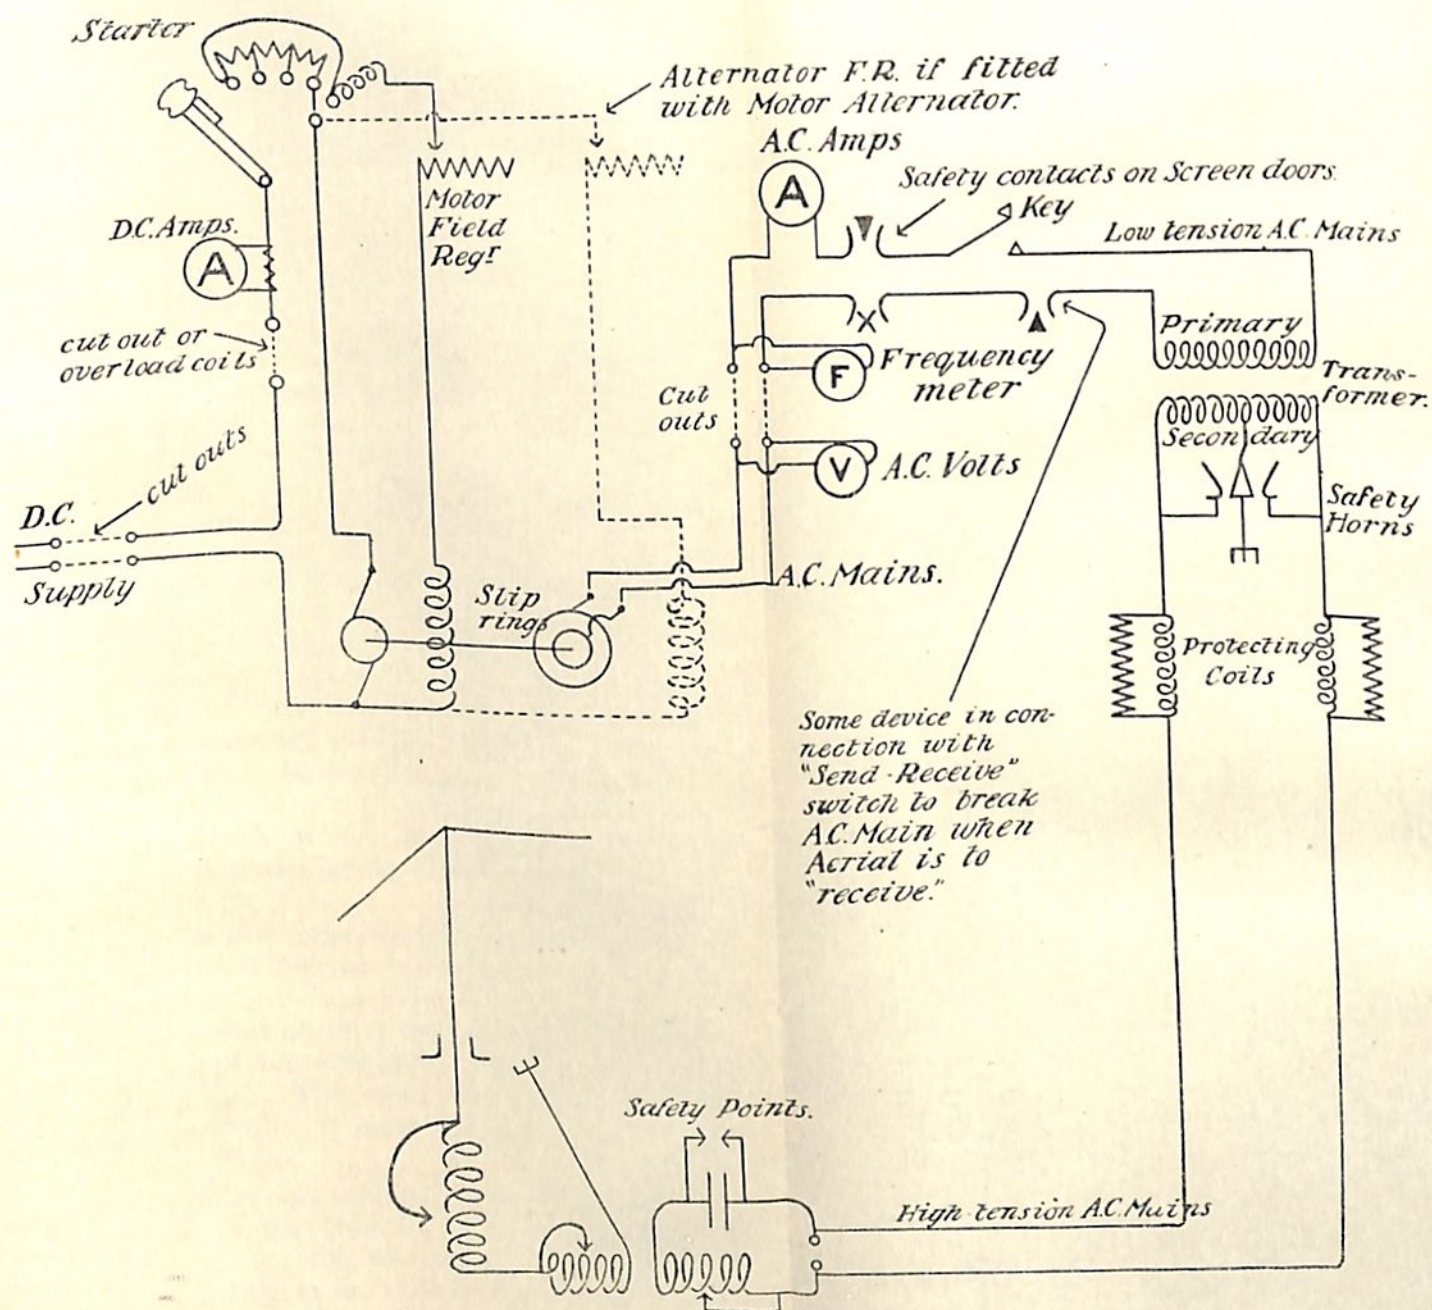 Starter
Alternator F.R. if fitted
with Motor Alternator.
A.C. Amps
A
Safety contacts on Screen doors.
Key
Low tension A.C. Mains
D.C. Amps.
A
Motor
Field
Regr
cut out or
overload coils
Primary
Frequency
meter
F
Trans-
former.
Cut
outs
Secondary
cut outs
V
A.C. Volts
Safety
Horns
D.C.
Supply
A.C. Mains.
Slip
rings
Protecting
Coils
Some device in con-
nection with
"Send-Receive"
switch to break
A.C. Main when
Aerial is to
"receive."
Safety Points.
High tension A.C. Mains